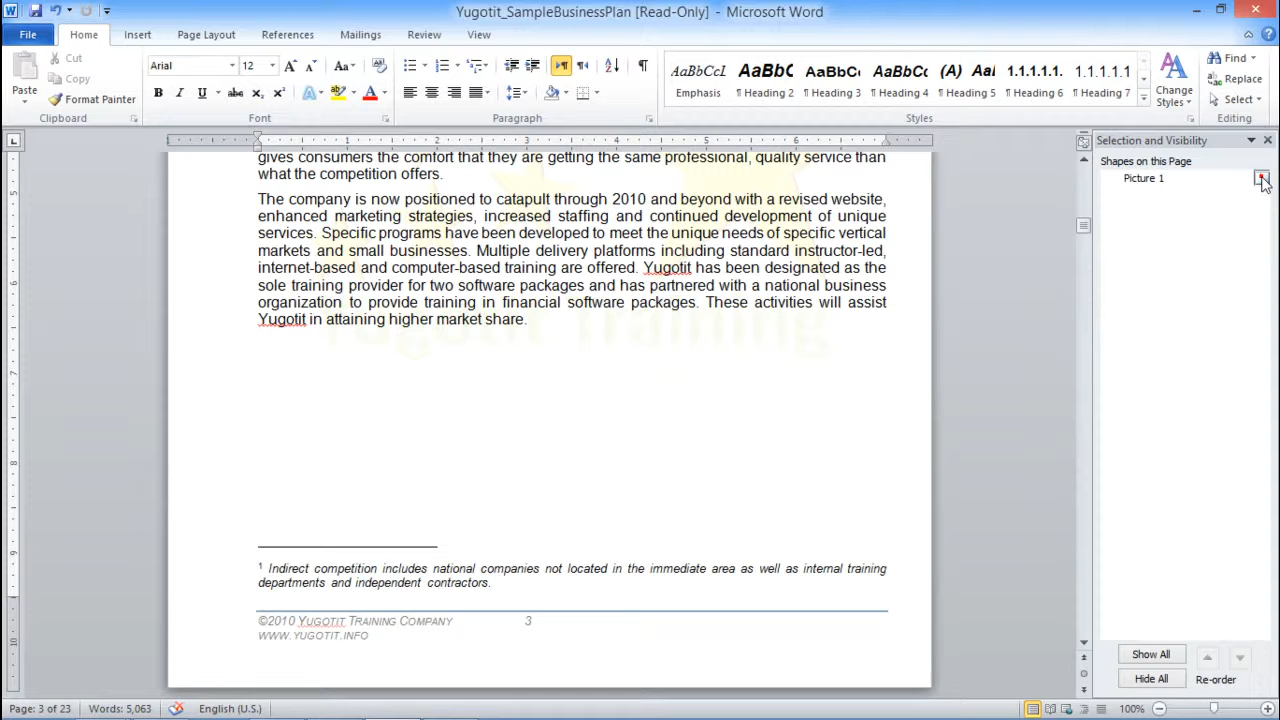 Yugotit_SampleBusinessPlan [Read-Only] - Microsoft Word
File Home Insert Page Layout References Mailings Review View
Paste
Cut
Copy
Format Painter
Clipboard
Arial 12
Font
Paragraph
AaBbCcI AaBbC AaBbCc AaBbCc (A) Aal 1.1.1.1.1. 1.1.1.1.1
Emphasis ¶ Heading 2 ¶ Heading 3 ¶ Heading 4 ¶ Heading 5 ¶ Heading 6 ¶ Heading 7
Change Styles
Styles
Find
Replace
Select
Editing
1 2 3 4 5 6
gives consumers the comfort that they are getting the same professional, quality service than
what the competition offers.
The company is now positioned to catapult through 2010 and beyond with a revised website,
enhanced marketing strategies, increased staffing and continued development of unique
services. Specific programs have been developed to meet the unique needs of specific vertical
markets and small businesses. Multiple delivery platforms including standard instructor-led,
internet-based and computer-based training are offered. Yugotit has been designated as the
sole training provider for two software packages and has partnered with a national business
organization to provide training in financial software packages. These activities will assist
Yugotit in attaining higher market share.
Yugotit Training
1 Indirect competition includes national companies not located in the immediate area as well as internal training
departments and independent contractors.
©2010 YUGOTIT TRAINING COMPANY 3
WWW.YUGOTIT.INFO
Selection and Visibility
Shapes on this Page
Picture 1
Show All
Hide All Re-order
Page: 3 of 23 Words: 5,063 English (U.S.) 100%